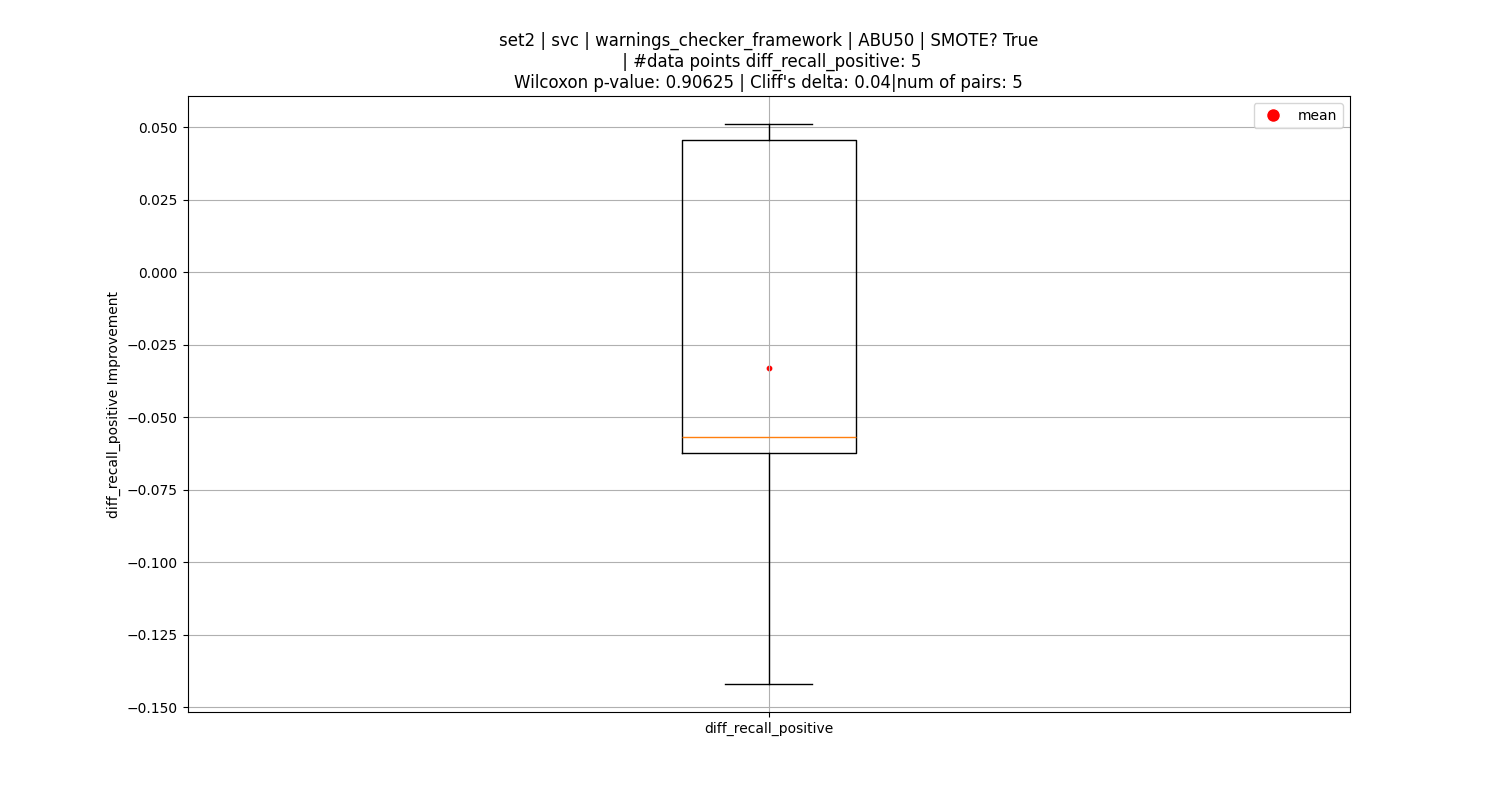 set2 | svc | warnings_checker_framework | ABU50 | SMOTE? True
| #data points diff_recall_positive: 5
Wilcoxon p-value: 0.90625 | Cliff's delta: 0.04|num of pairs: 5
mean
0.050
0.025
0.000
−0.025
−0.050
−0.075
−0.100
−0.125
−0.150
diff_recall_positive Improvement
diff_recall_positive